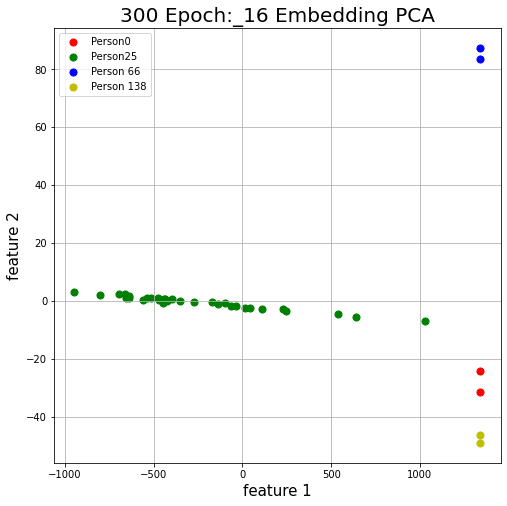 300 Epoch:_16 Embedding PCA
Person0
Person25
Person 66
Person 138
feature 2
80
60
40
20
0
−20
−40
−1000
−500
0
500
1000
feature 1